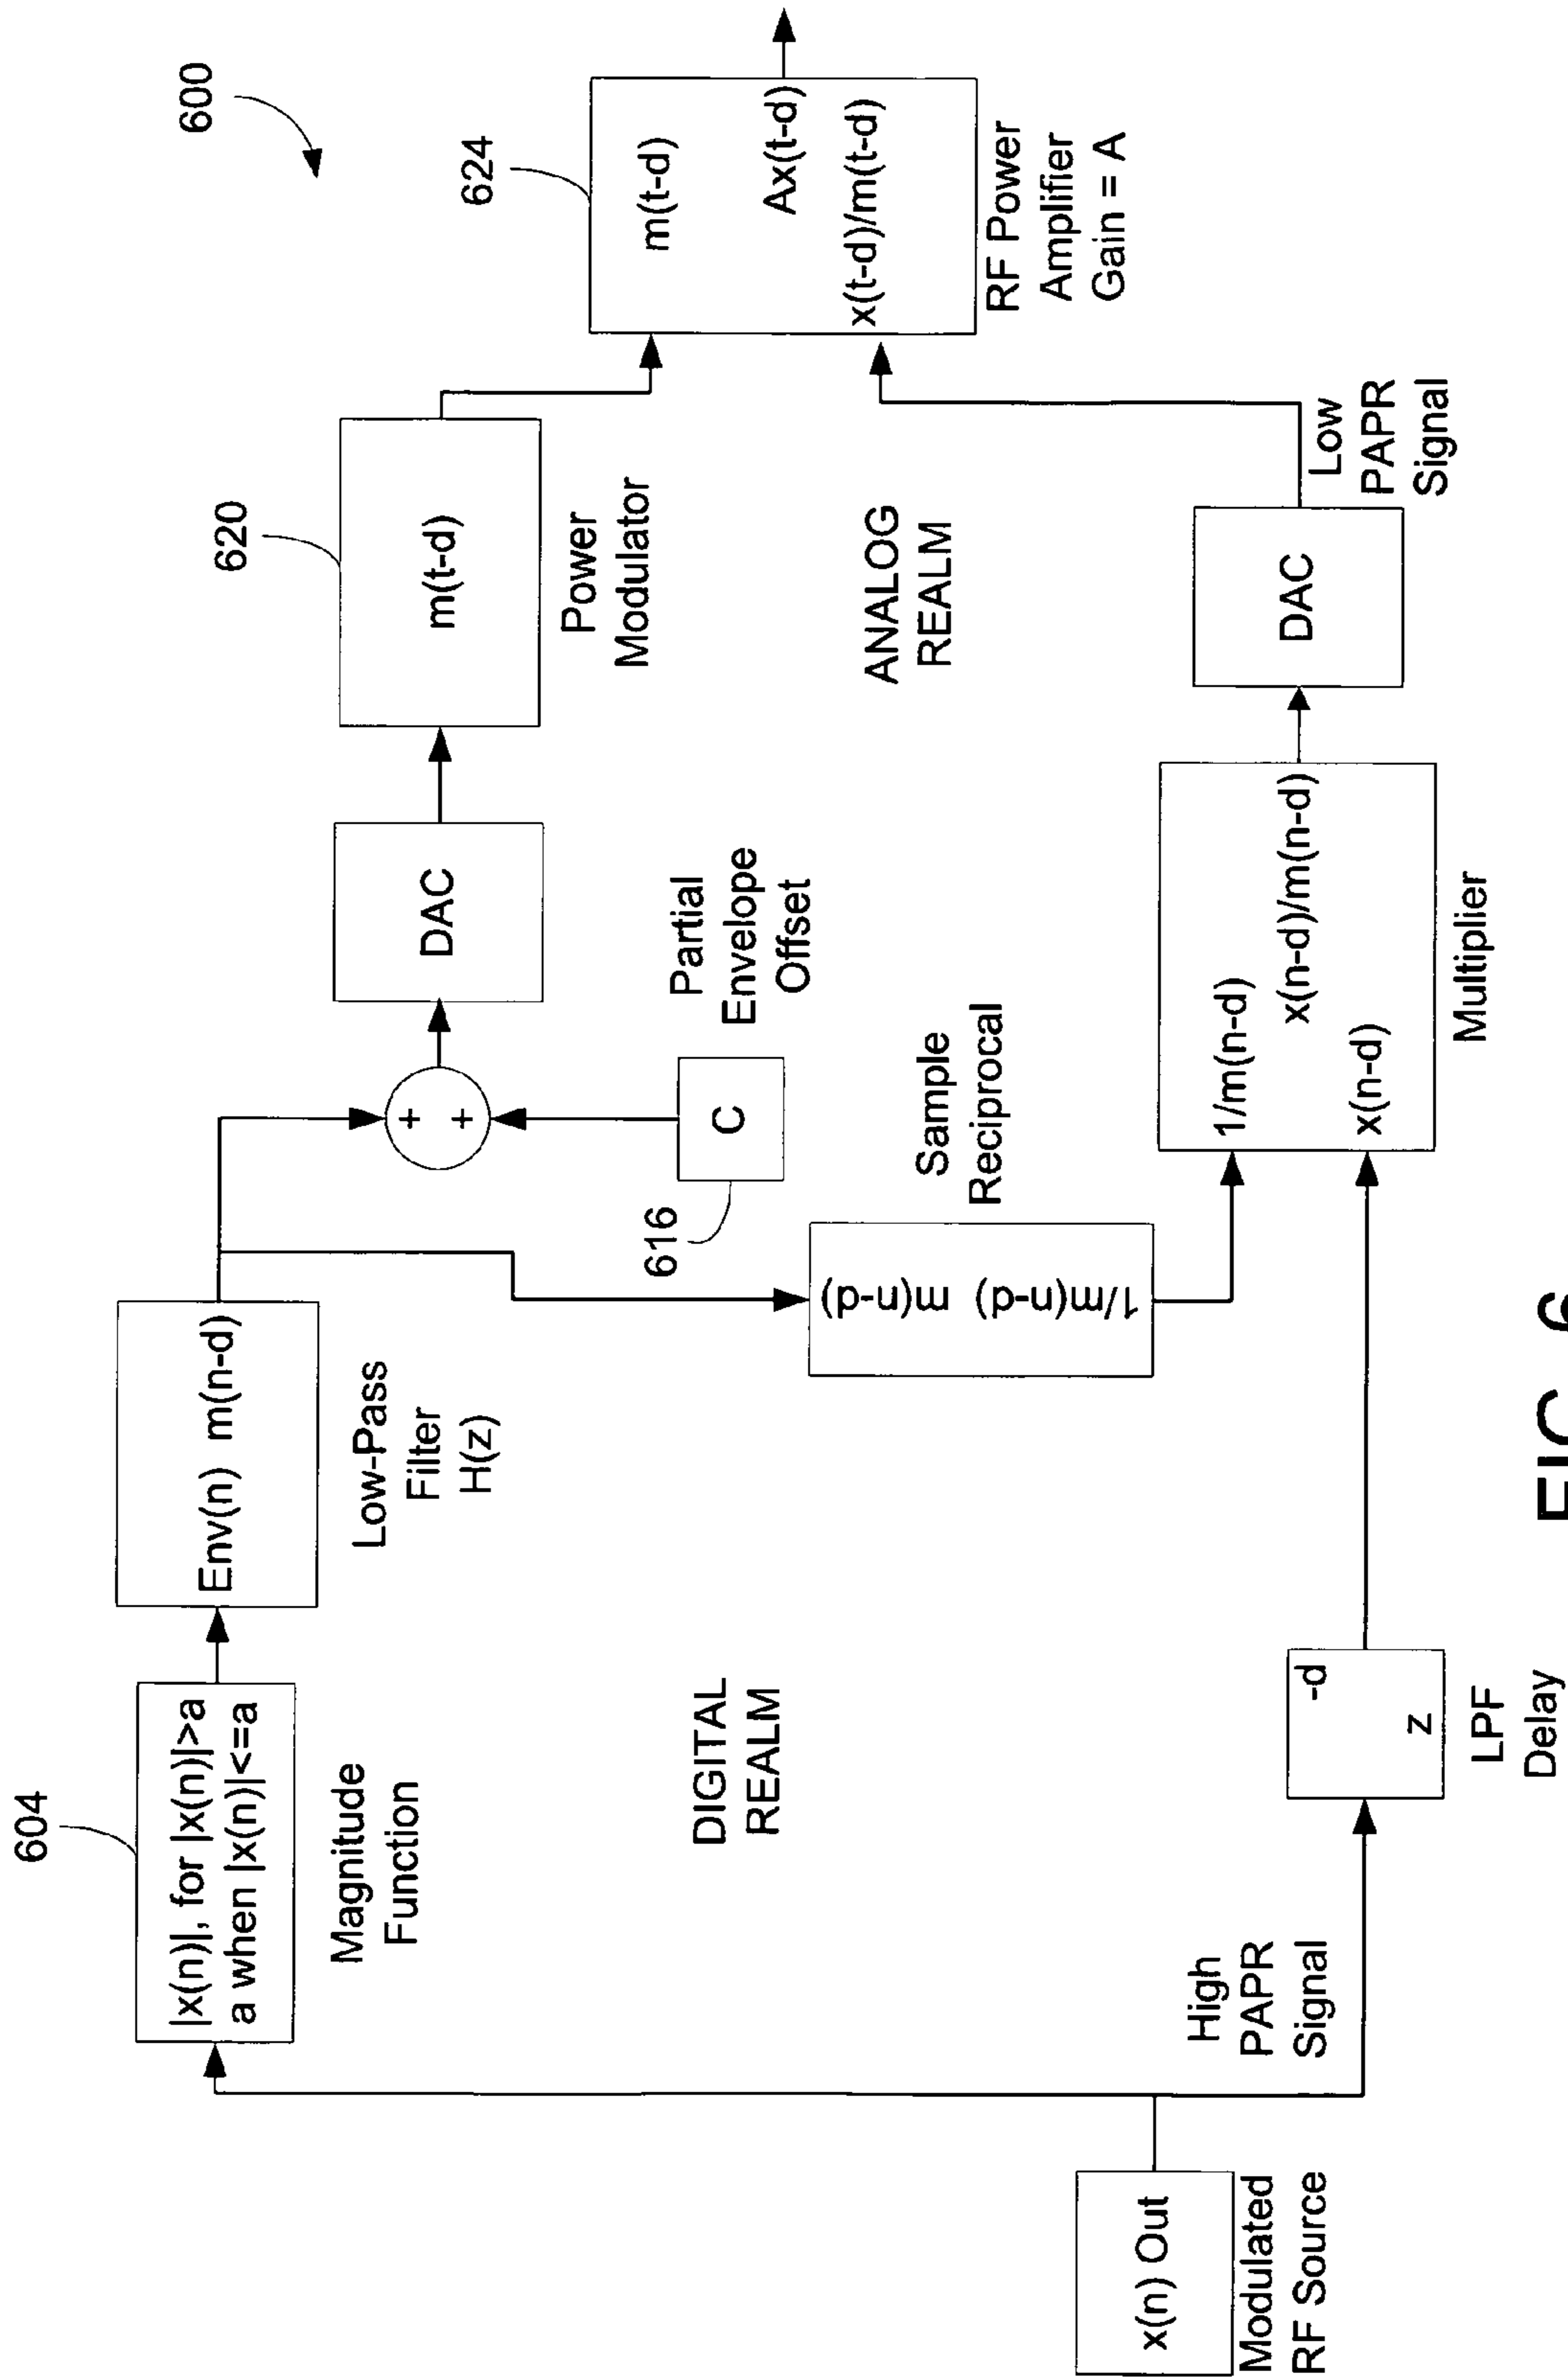 600
604
|x(n)|, for |x(n)|>a
a when |x(n)|<=a
Magnitude
Function
Env(n) m(n-d)
Low-Pass
Filter
H(z)
+
+
DAC
620
m(t-d)
Power
Modulator
624
m(t-d)
Ax(t-d)
x(t-d)/m(t-d)
RF Power
Amplifier
Gain = A
616
C
Partial
Envelope
Offset
m(n-d)
1/m(n-d)
Sample
Reciprocal
DIGITAL
REALM
ANALOG
REALM
x(n) Out
Modulated
RF Source
High
PAPR
Signal
-d
z
LPF
Delay
1/m(n-d)
x(n-d)/m(n-d)
x(n-d)
Multiplier
DAC
Low
PAPR
Signal
FIG. 6